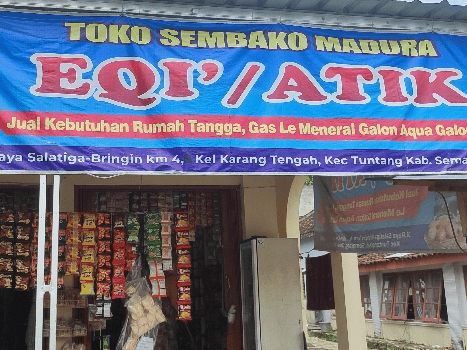 TOKO SEMBAKO MADURA
EQI'/ATIK
Jual Kebutuhan Rumah Tangga, Gas Le Menerai Galon Aqua Galo
aya Salatiga-Bringin km 4, Kel Karang Tengah, Kec Tuntang Kab. Sema